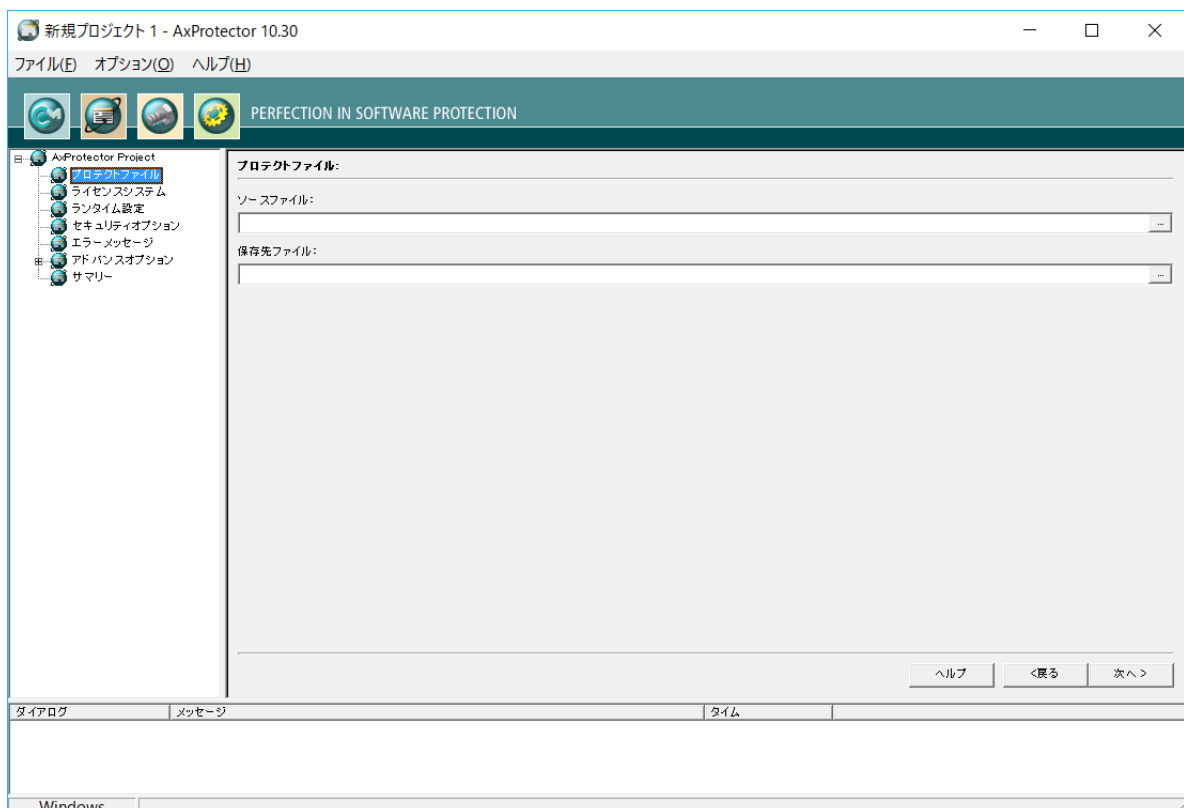 新規プロジェクト 1 - AxProtector 10.30
ファイル(F) オプション(O) ヘルプ(H)
PERFECTION IN SOFTWARE PROTECTION
AxProtector Project
プロテクトファイル
ライセンスシステム
ランタイム設定
セキュリティオプション
エラーメッセージ
アドバンスオプション
サマリー
プロテクトファイル:
ソースファイル:
...
保存先ファイル:
...
ヘルプ <戻る 次へ >
ダイアログ メッセージ タイム
Windows